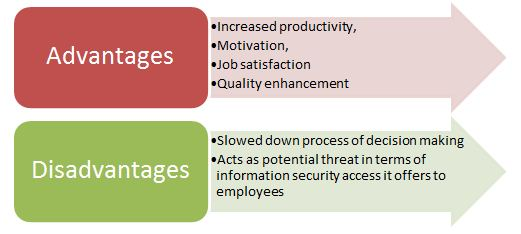 Advantages
•Increased productivity,
•Motivation,
•Job satisfaction
•Quality enhancement
Disadvantages
•Slowed down process of decision making
•Acts as potential threat in terms of
information security access it offers to
employees